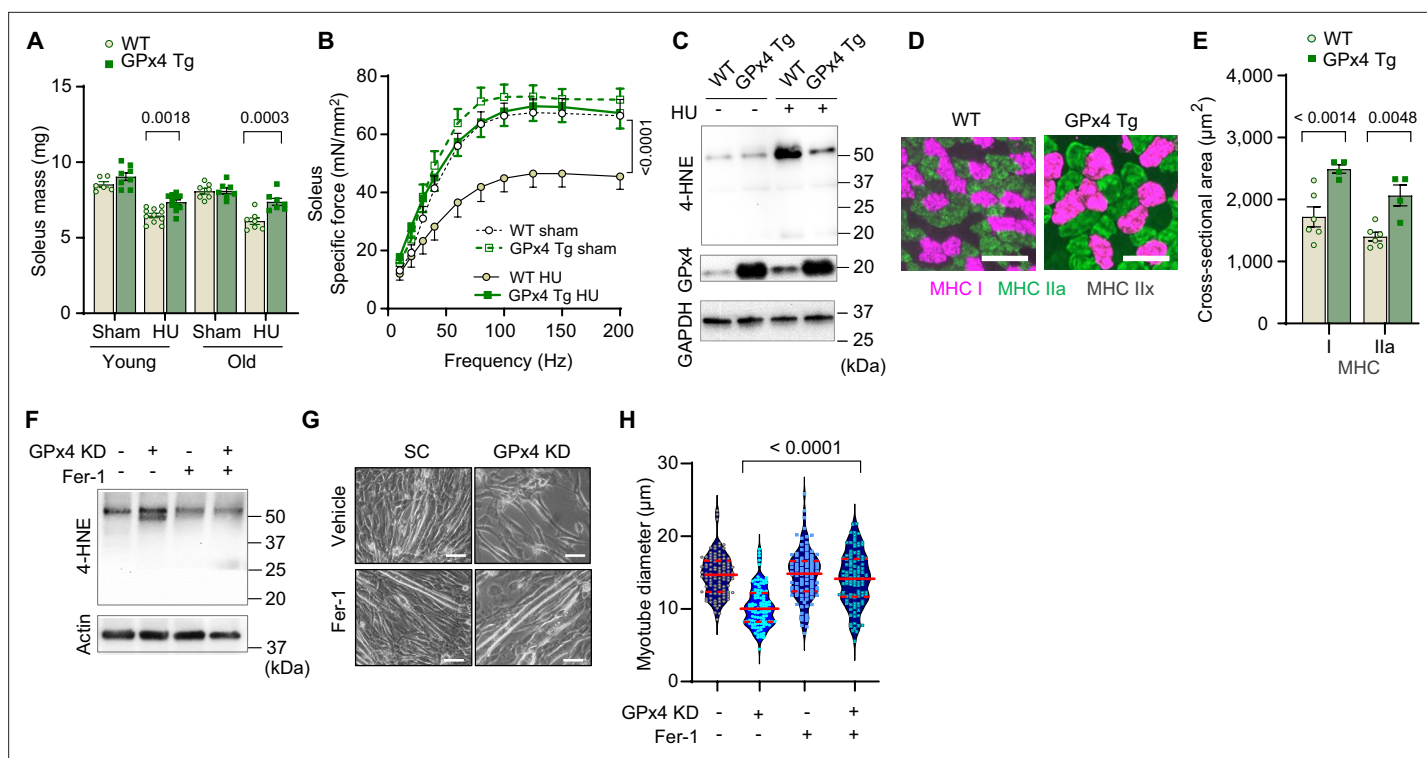 A
WT
GPx4 Tg
Soleus mass (mg)
15
10
5
0
0.0018
0.0003
Sham HU Sham HU
Young Old
B
Soleus
Specific force (mN/mm²)
80
60
40
20
0
<0.0001
WT sham
GPx4 Tg sham
WT HU
GPx4 Tg HU
0 50 100 150 200
Frequency (Hz)
C
WT GPx4 Tg WT GPx4 Tg
HU - - + +
4-HNE
50
37
25
20
GPx4
20
GAPDH
37
25
(kDa)
D
WT GPx4 Tg
MHC I MHC IIa MHC IIx
E
WT
GPx4 Tg
Cross-sectional area (µm²)
4,000
3,000
2,000
1,000
0
< 0.0014 0.0048
I IIa
MHC
F
GPx4 KD - + - +
Fer-1 - - + +
4-HNE
50
37
25
20
Actin
37
(kDa)
G
SC GPx4 KD
Vehicle
Fer-1
H
< 0.0001
Myotube diameter (µm)
30
20
10
0
GPx4 KD - + - +
Fer-1 - - + +